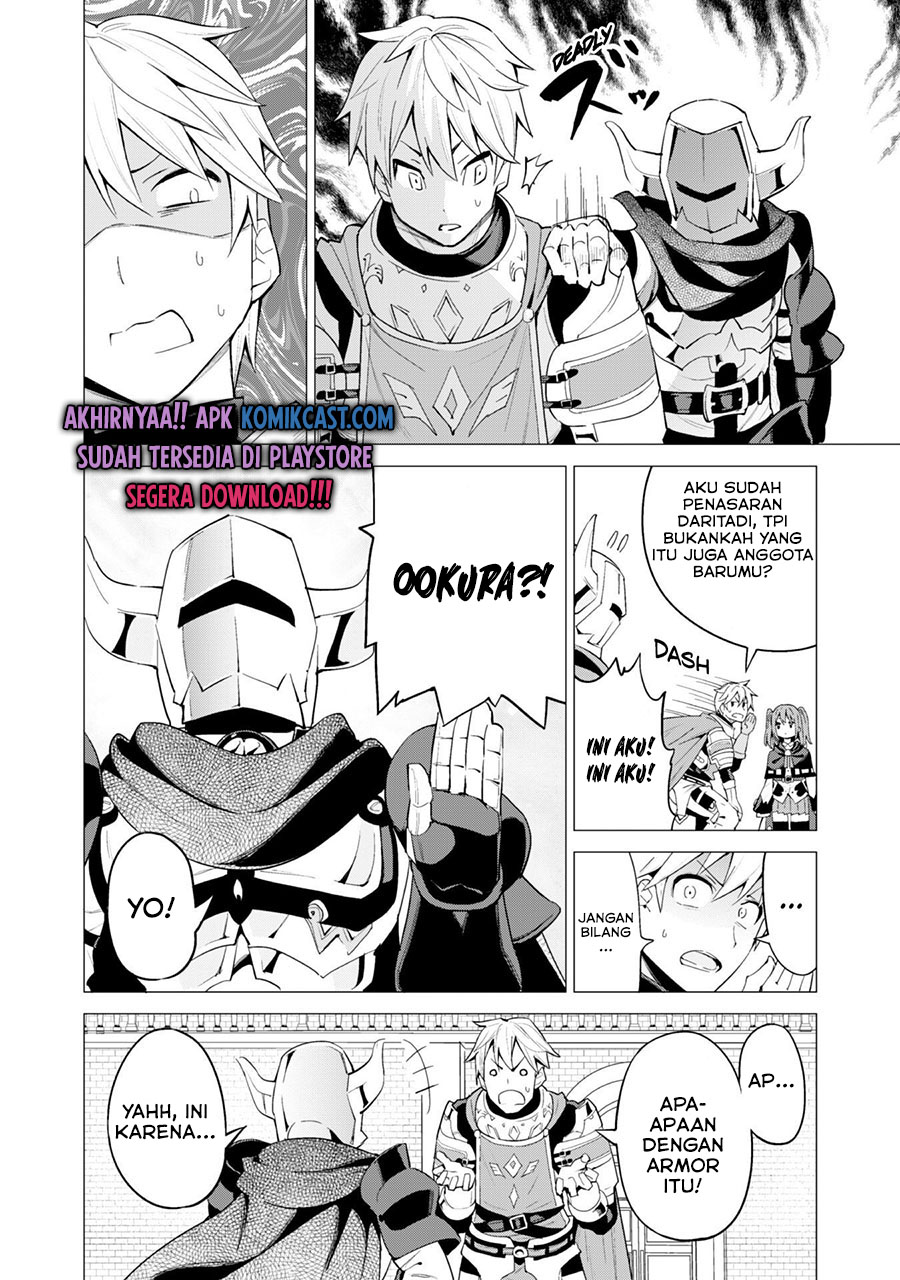 DEADLY
ズッ
AKHIRNYAA!! APK KOMIKCAST.COM
SUDAH TERSEDIA DI PLAYSTORE
SEGERA DOWNLOAD!!!
AKU SUDAH
PENASARAN
DARITADI, TPI
BUKANKAH YANG
ITU JUGA ANGGOTA
BARUMU?
DASH
INI AKU!
INI AKU!
...
JANGAN
BILANG
...
OOKURA?!
YO!
AP...
APA-
APAAN
DENGAN
ARMOR
ITU!
YAHH, INI
KARENA...